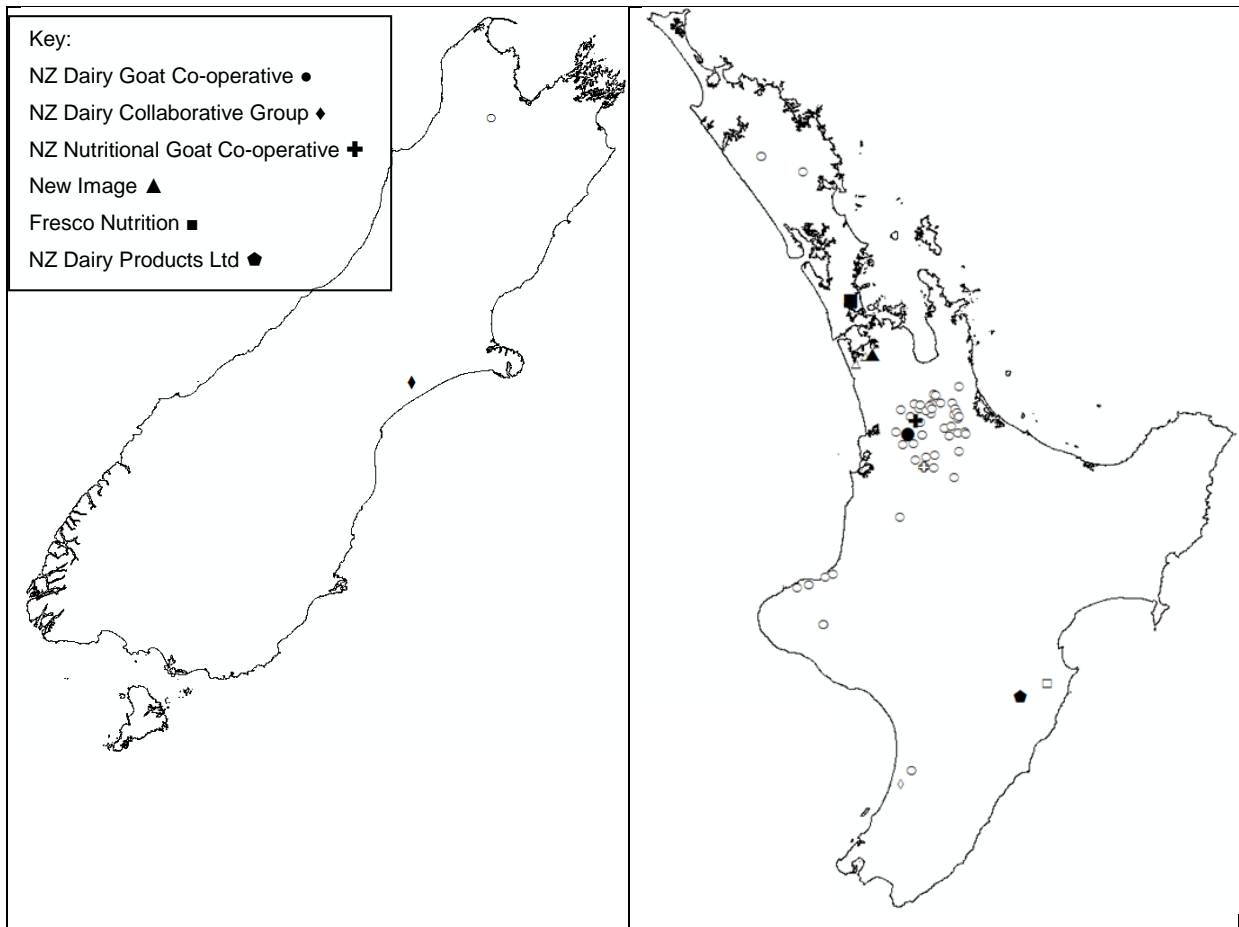 Key:
NZ Dairy Goat Co-operative ●
NZ Dairy Collaborative Group ♦
NZ Nutritional Goat Co-operative ✚
New Image ▲
Fresco Nutrition ■
NZ Dairy Products Ltd ⬟